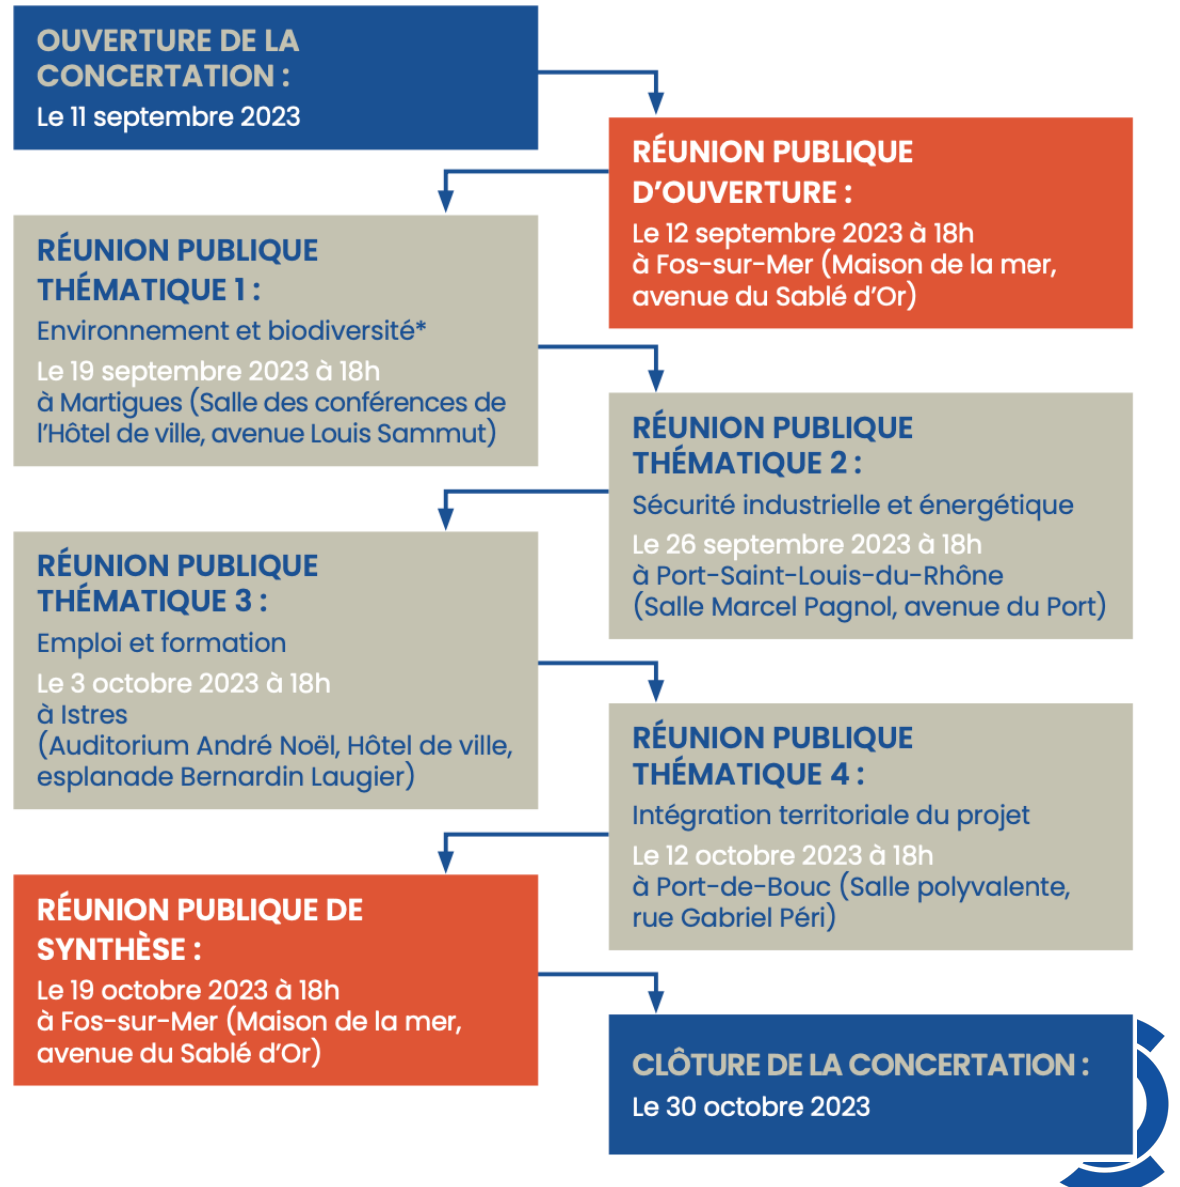 OUVERTURE DE LA
CONCERTATION :
Le 11 septembre 2023
RÉUNION PUBLIQUE
D’OUVERTURE :
Le 12 septembre 2023 à 18h
à Fos-sur-Mer (Maison de la mer,
avenue du Sablé d’Or)
RÉUNION PUBLIQUE
THÉMATIQUE 1 :
Environnement et biodiversité*
Le 19 septembre 2023 à 18h
à Martigues (Salle des conférences de
l’Hôtel de ville, avenue Louis Sammut)
RÉUNION PUBLIQUE
THÉMATIQUE 2 :
Sécurité industrielle et énergétique
Le 26 septembre 2023 à 18h
à Port-Saint-Louis-du-Rhône
(Salle Marcel Pagnol, avenue du Port)
RÉUNION PUBLIQUE
THÉMATIQUE 3 :
Emploi et formation
Le 3 octobre 2023 à 18h
à Istres
(Auditorium André Noël, Hôtel de ville,
esplanade Bernardin Laugier)
RÉUNION PUBLIQUE
THÉMATIQUE 4 :
Intégration territoriale du projet
Le 12 octobre 2023 à 18h
à Port-de-Bouc (Salle polyvalente,
rue Gabriel Péri)
RÉUNION PUBLIQUE DE
SYNTHÈSE :
Le 19 octobre 2023 à 18h
à Fos-sur-Mer (Maison de la mer,
avenue du Sablé d’Or)
CLÔTURE DE LA CONCERTATION :
Le 30 octobre 2023